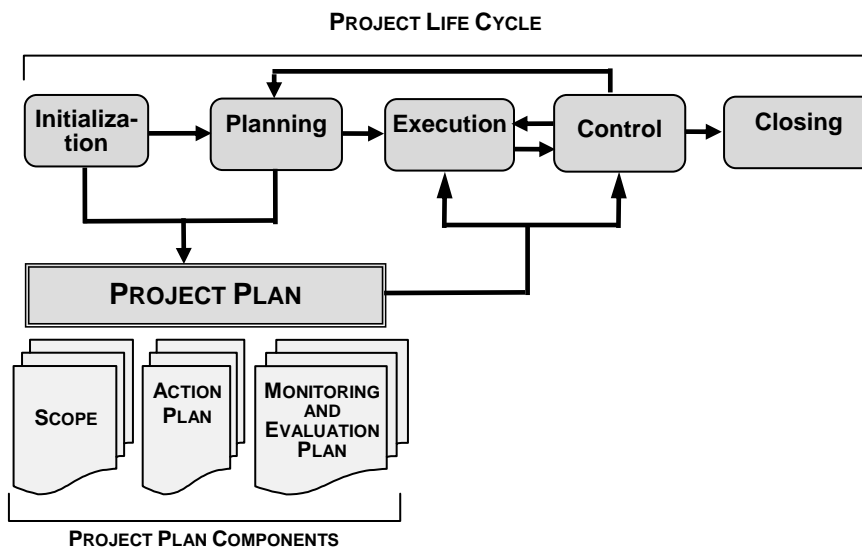 PROJECT LIFE CYCLE
Initializa-
tion
Planning
Execution
Control
Closing
PROJECT PLAN
SCOPE
ACTION
PLAN
MONITORING
AND
EVALUATION
PLAN
PROJECT PLAN COMPONENTS